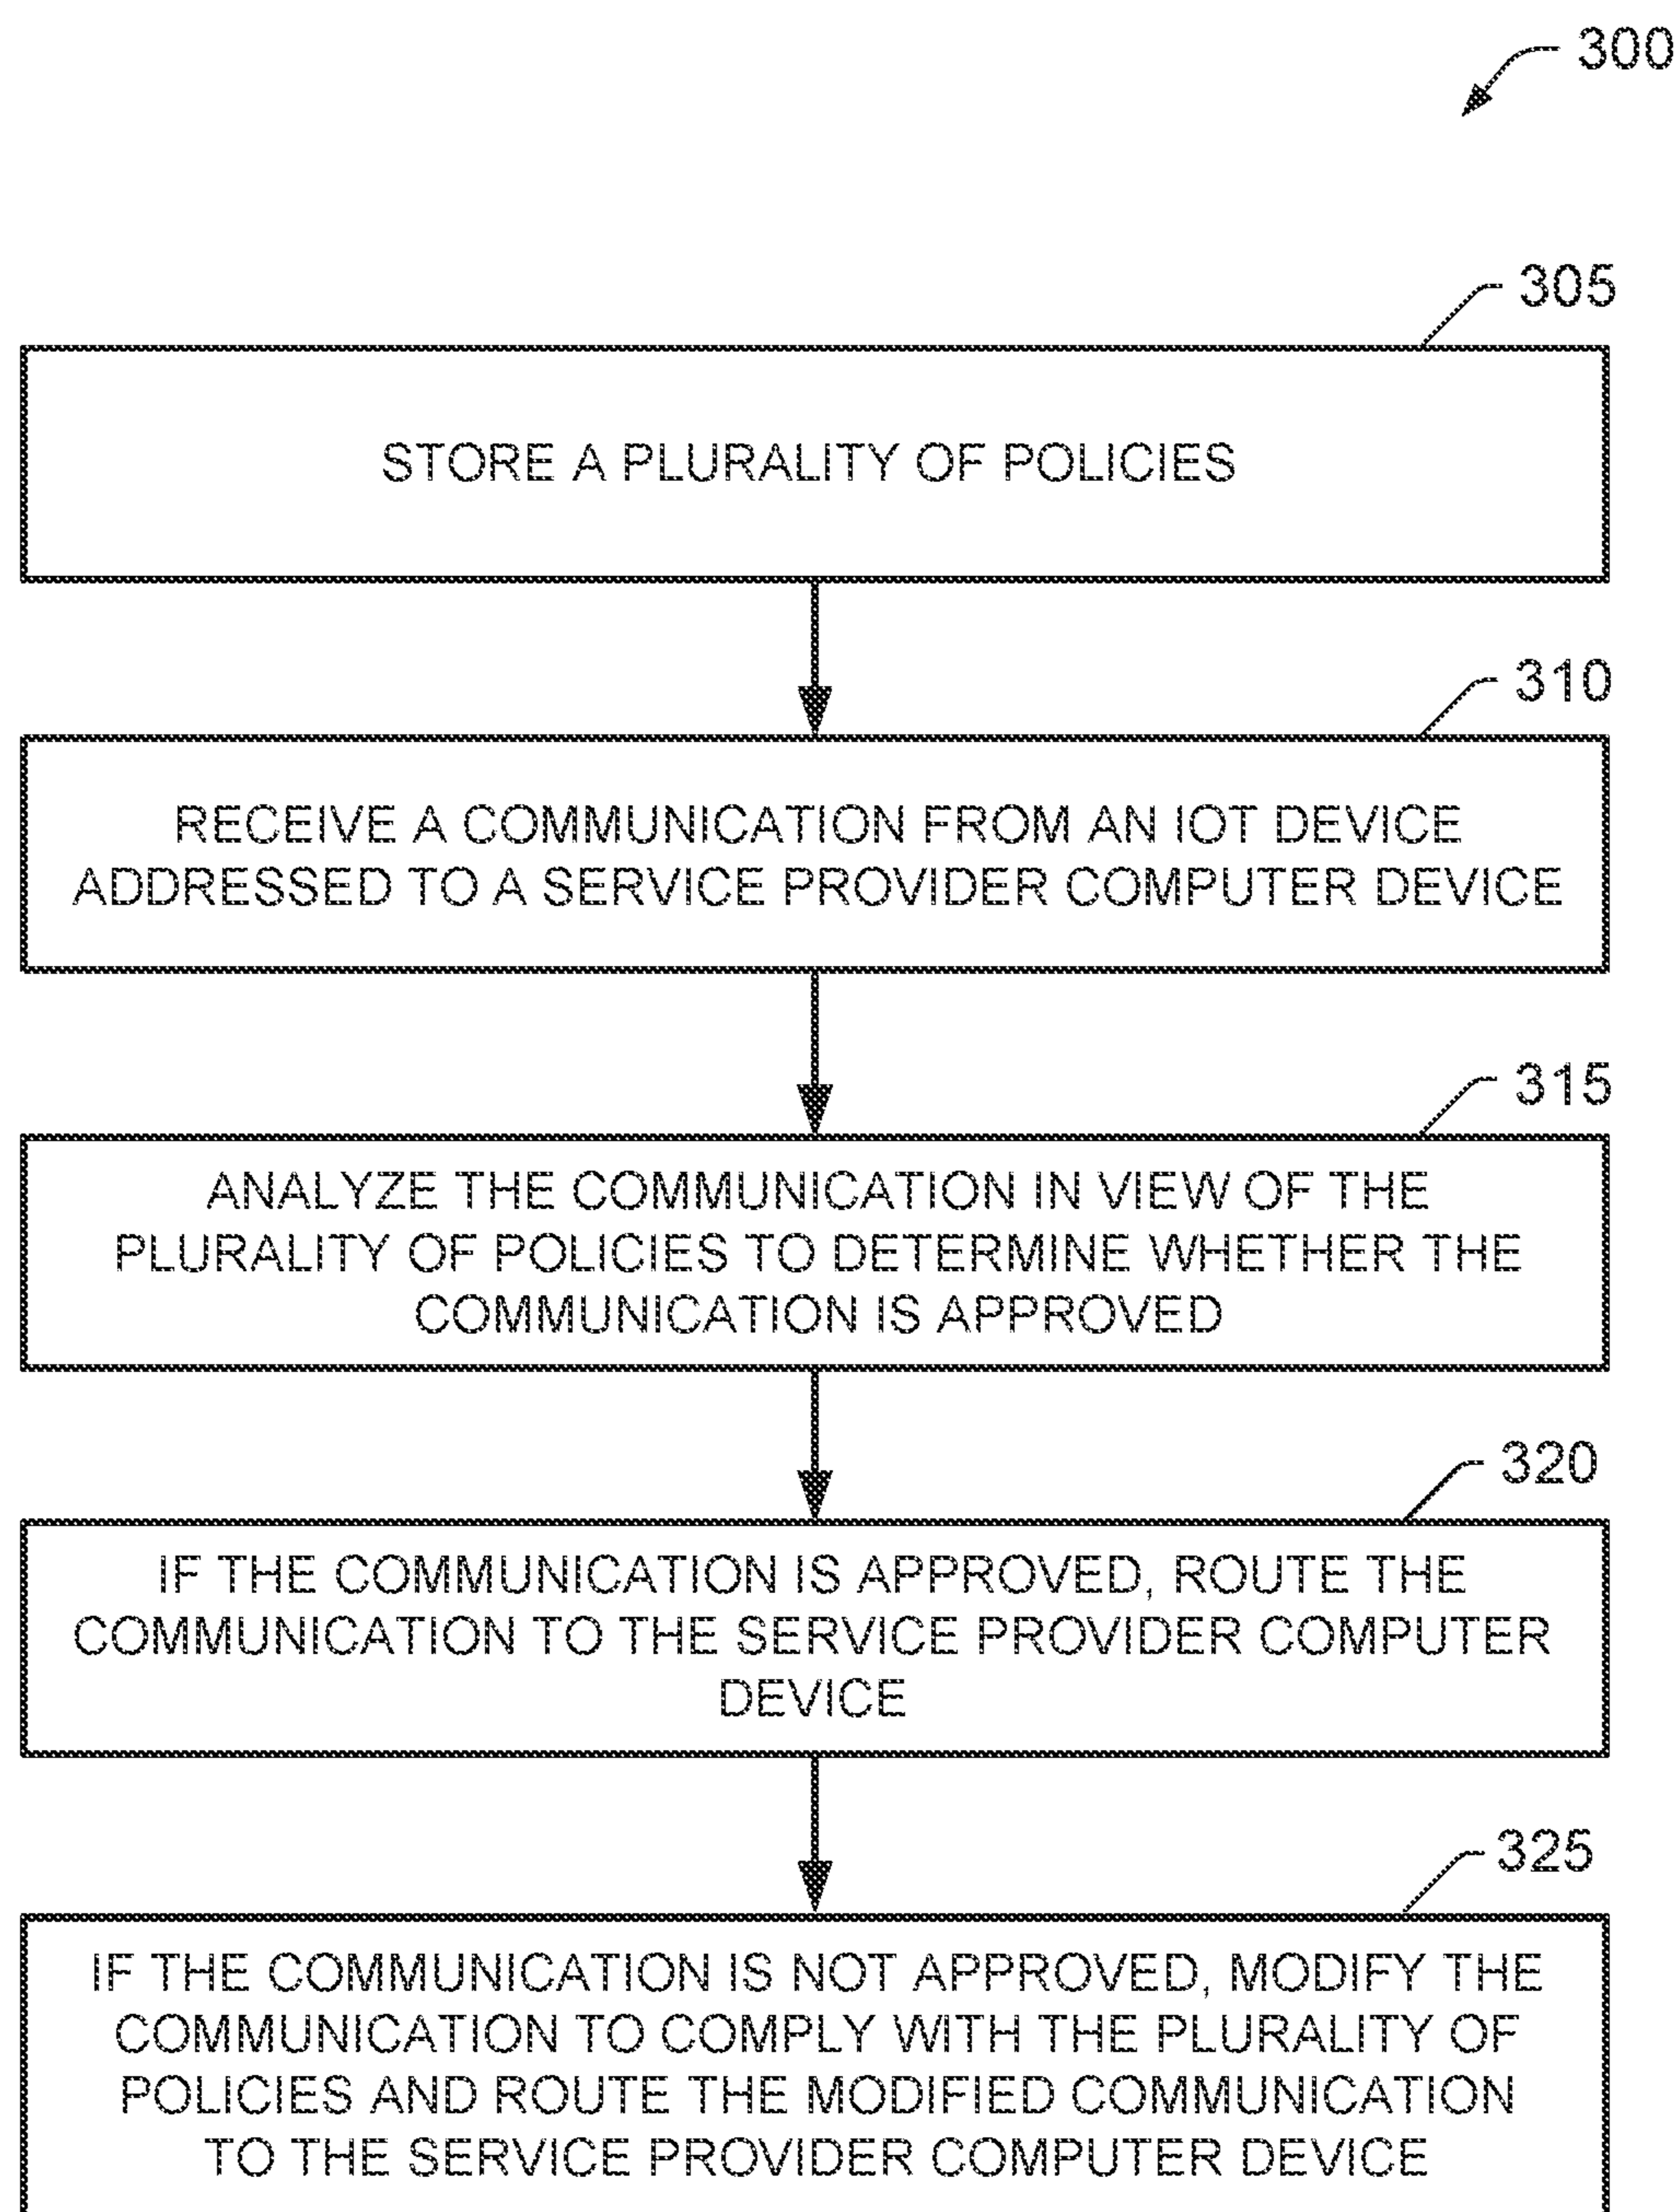 300
305
STORE A PLURALITY OF POLICIES
310
RECEIVE A COMMUNICATION FROM AN IOT DEVICE
ADDRESSED TO A SERVICE PROVIDER COMPUTER DEVICE
315
ANALYZE THE COMMUNICATION IN VIEW OF THE
PLURALITY OF POLICIES TO DETERMINE WHETHER THE
COMMUNICATION IS APPROVED
320
IF THE COMMUNICATION IS APPROVED, ROUTE THE
COMMUNICATION TO THE SERVICE PROVIDER COMPUTER
DEVICE
325
IF THE COMMUNICATION IS NOT APPROVED, MODIFY THE
COMMUNICATION TO COMPLY WITH THE PLURALITY OF
POLICIES AND ROUTE THE MODIFIED COMMUNICATION
TO THE SERVICE PROVIDER COMPUTER DEVICE